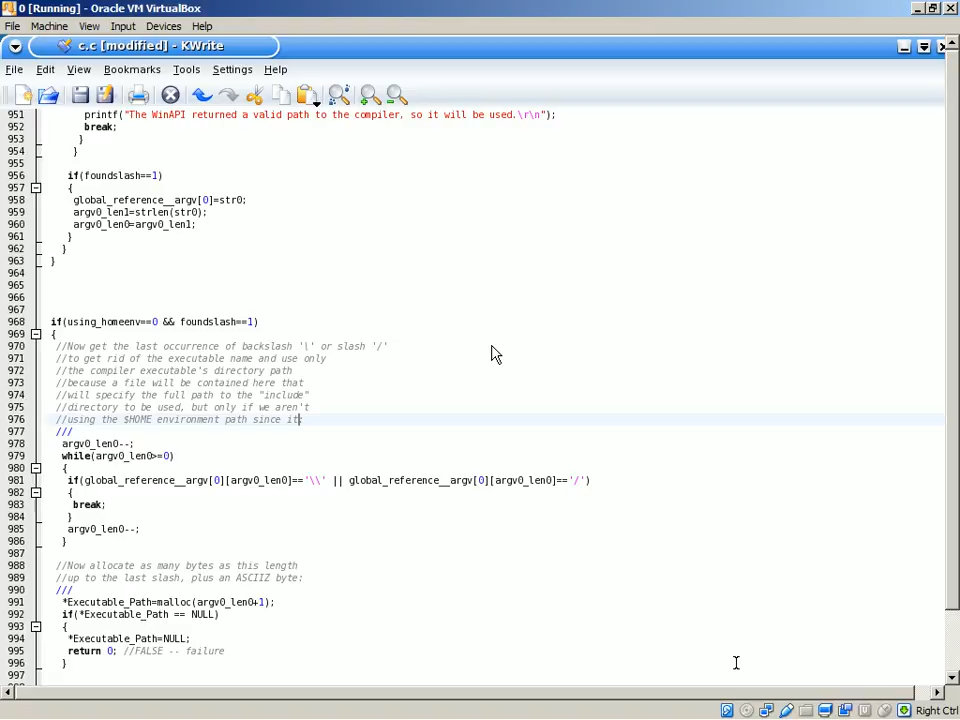 0 [Running] - Oracle VM VirtualBox
File Machine View Input Devices Help
c.c [modified] - KWrite
File Edit View Bookmarks Tools Settings Help
951 printf("The WinAPI returned a valid path to the compiler, so it will be used.\r\n");
952 break;
953 }
954 }
955
956 if(foundslash==1)
957 {
958 global_reference__argv[0]=str0;
959 argv0_len1=strlen(str0);
960 argv0_len0=argv0_len1;
961 }
962 }
963 }
964
965
966
967
968 if(using_homeenv==0 && foundslash==1)
969 {
970 //Now get the last occurrence of backslash '\' or slash '/'
971 //to get rid of the executable name and use only
972 //the compiler executable's directory path
973 //because a file will be contained here that
974 //will specify the full path to the "include"
975 //directory to be used, but only if we aren't
976 //using the $HOME environment path since it:
977 ///
978 argv0_len0--;
979 while(argv0_len0>=0)
980 {
981 if(global_reference__argv[0][argv0_len0]=='\\' || global_reference__argv[0][argv0_len0]=='/')
982 {
983 break;
984 }
985 argv0_len0--;
986 }
987
988 //Now allocate as many bytes as this length
989 //up to the last slash, plus an ASCIIZ byte:
990 ///
991 *Executable_Path=malloc(argv0_len0+1);
992 if(*Executable_Path == NULL)
993 {
994 *Executable_Path=NULL;
995 return 0; //FALSE -- failure
996 }
997
Right Ctrl